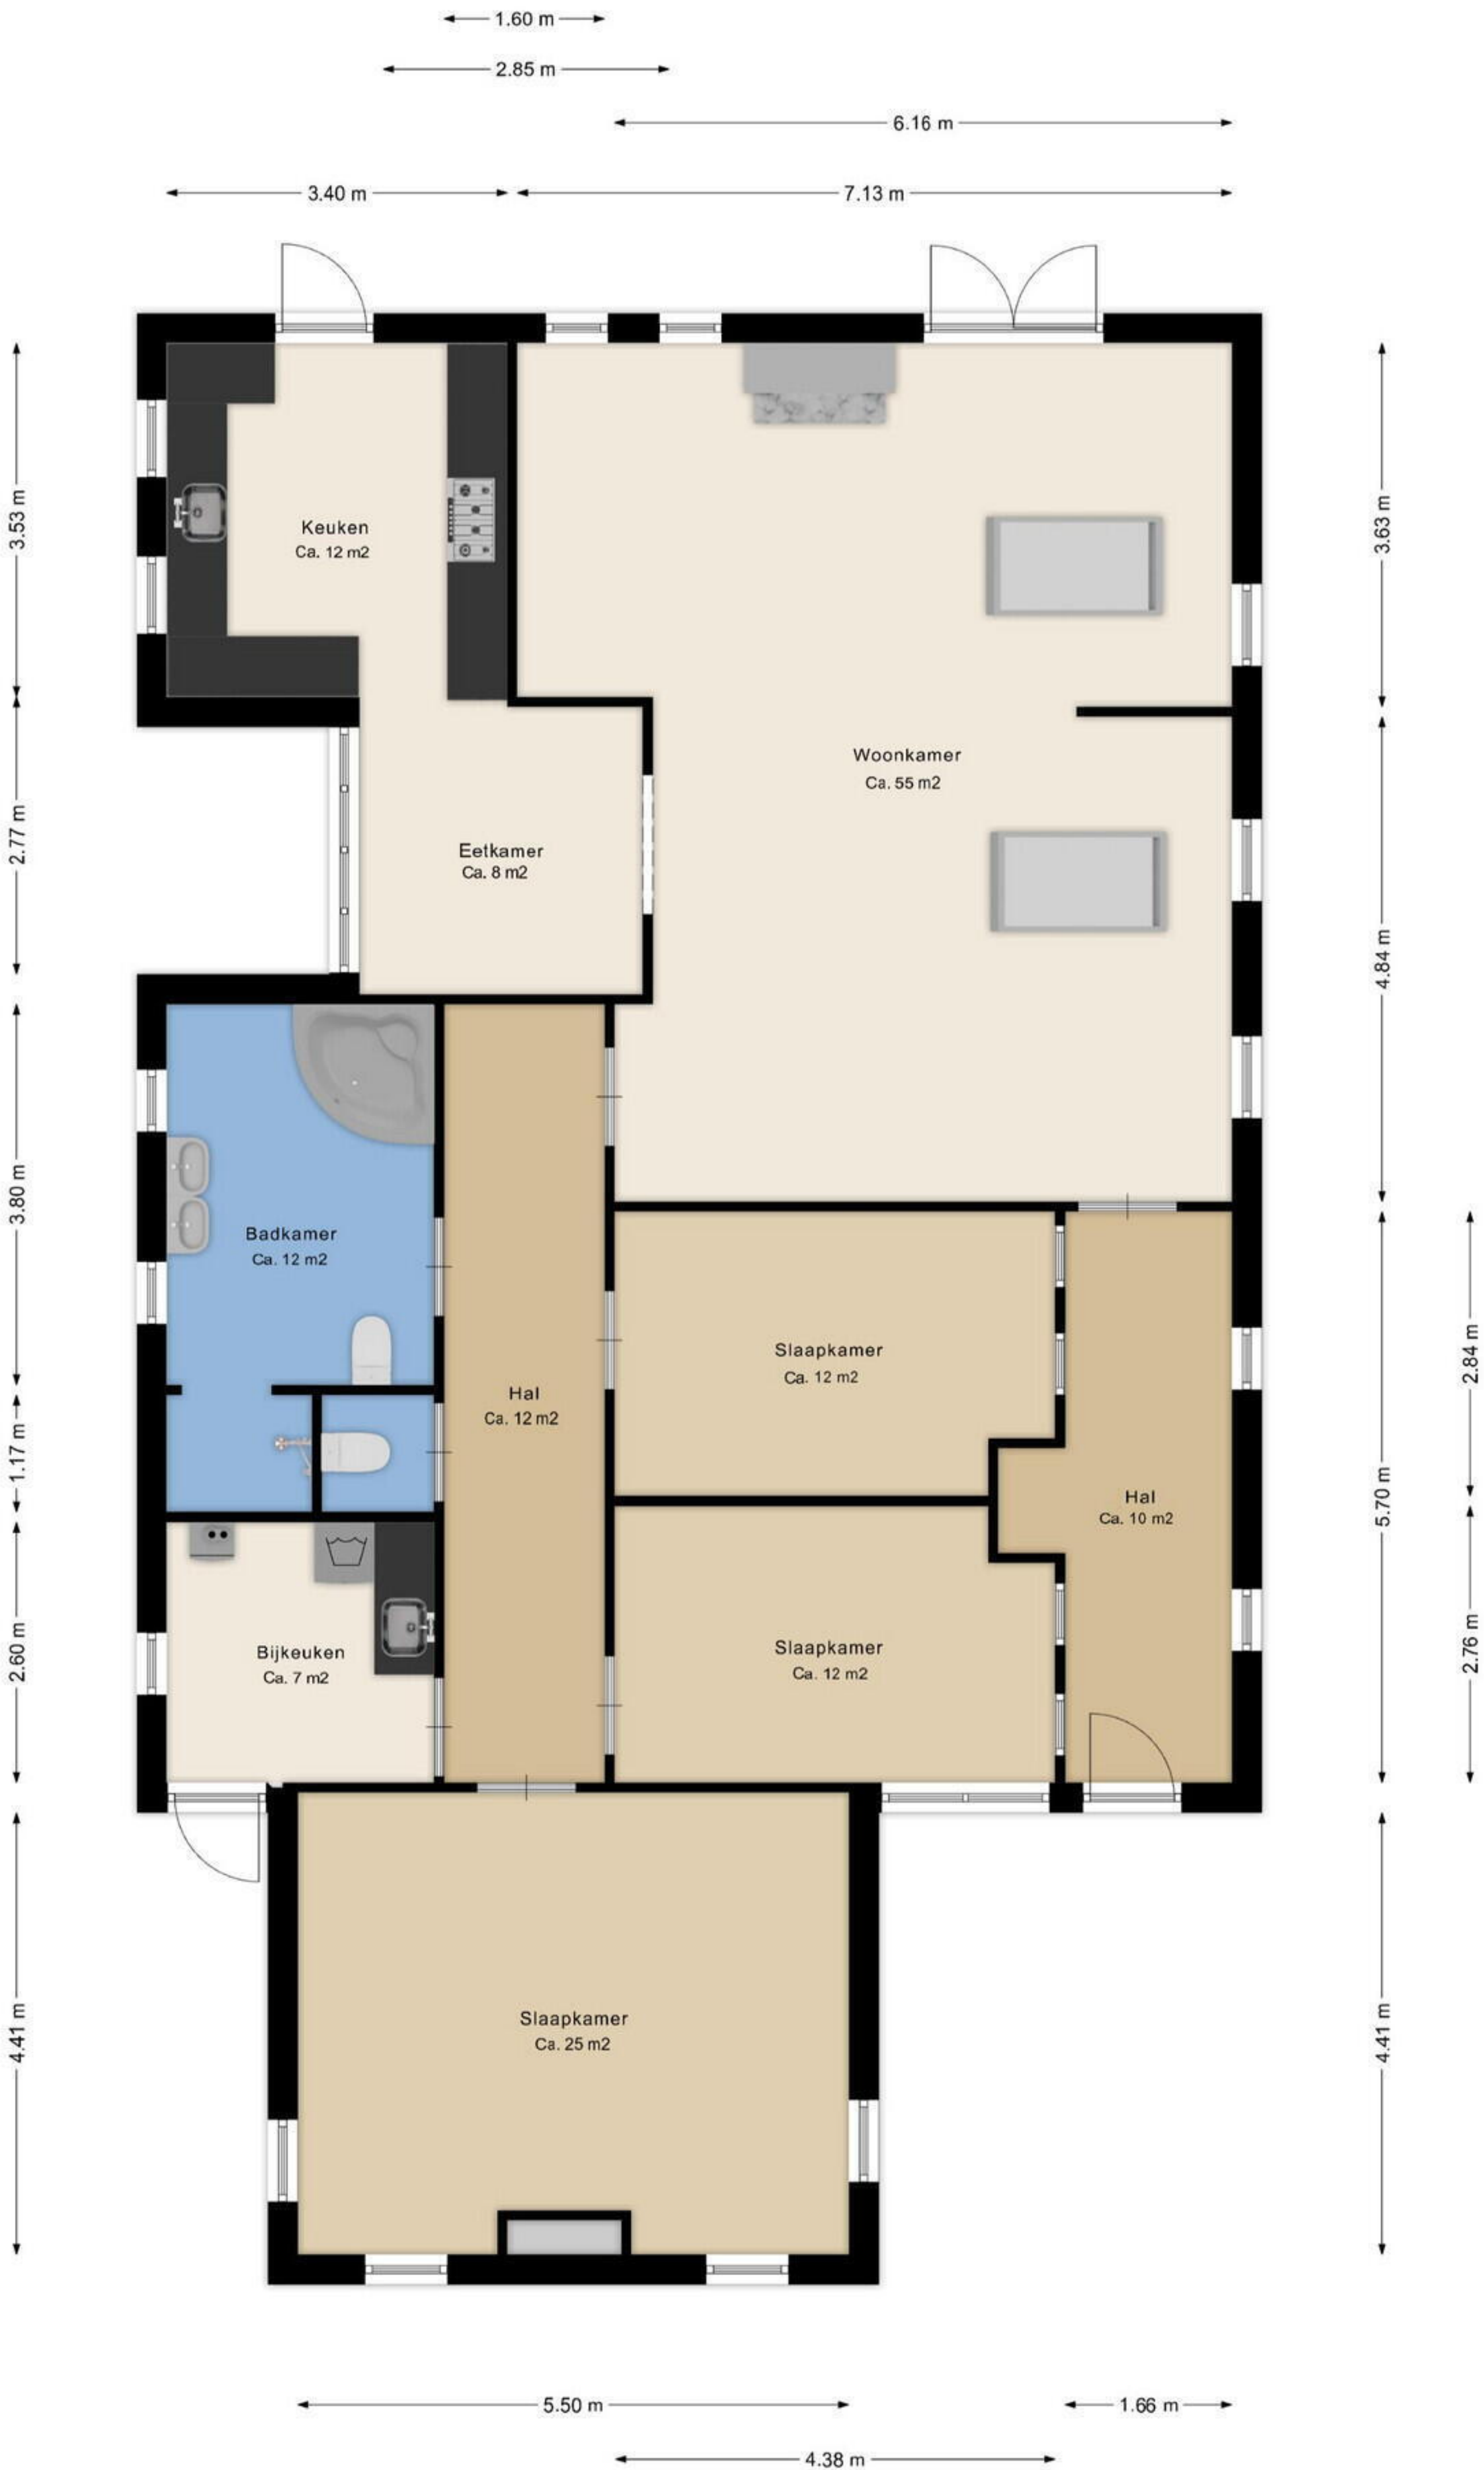 1.60 m
2.85 m
6.16 m
3.40 m
7.13 m
3.53 m
3.63 m
Keuken
Ca. 12 m2
Woonkamer
Ca. 55 m2
2.77 m
Eetkamer
Ca. 8 m2
4.84 m
3.80 m
Badkamer
Ca. 12 m2
Slaapkamer
Ca. 12 m2
2.84 m
Hal
Ca. 12 m2
1.17 m
Hal
Ca. 10 m2
5.70 m
2.60 m
Bijkeuken
Ca. 7 m2
Slaapkamer
Ca. 12 m2
2.76 m
4.41 m
Slaapkamer
Ca. 25 m2
4.41 m
5.50 m
1.66 m
4.38 m